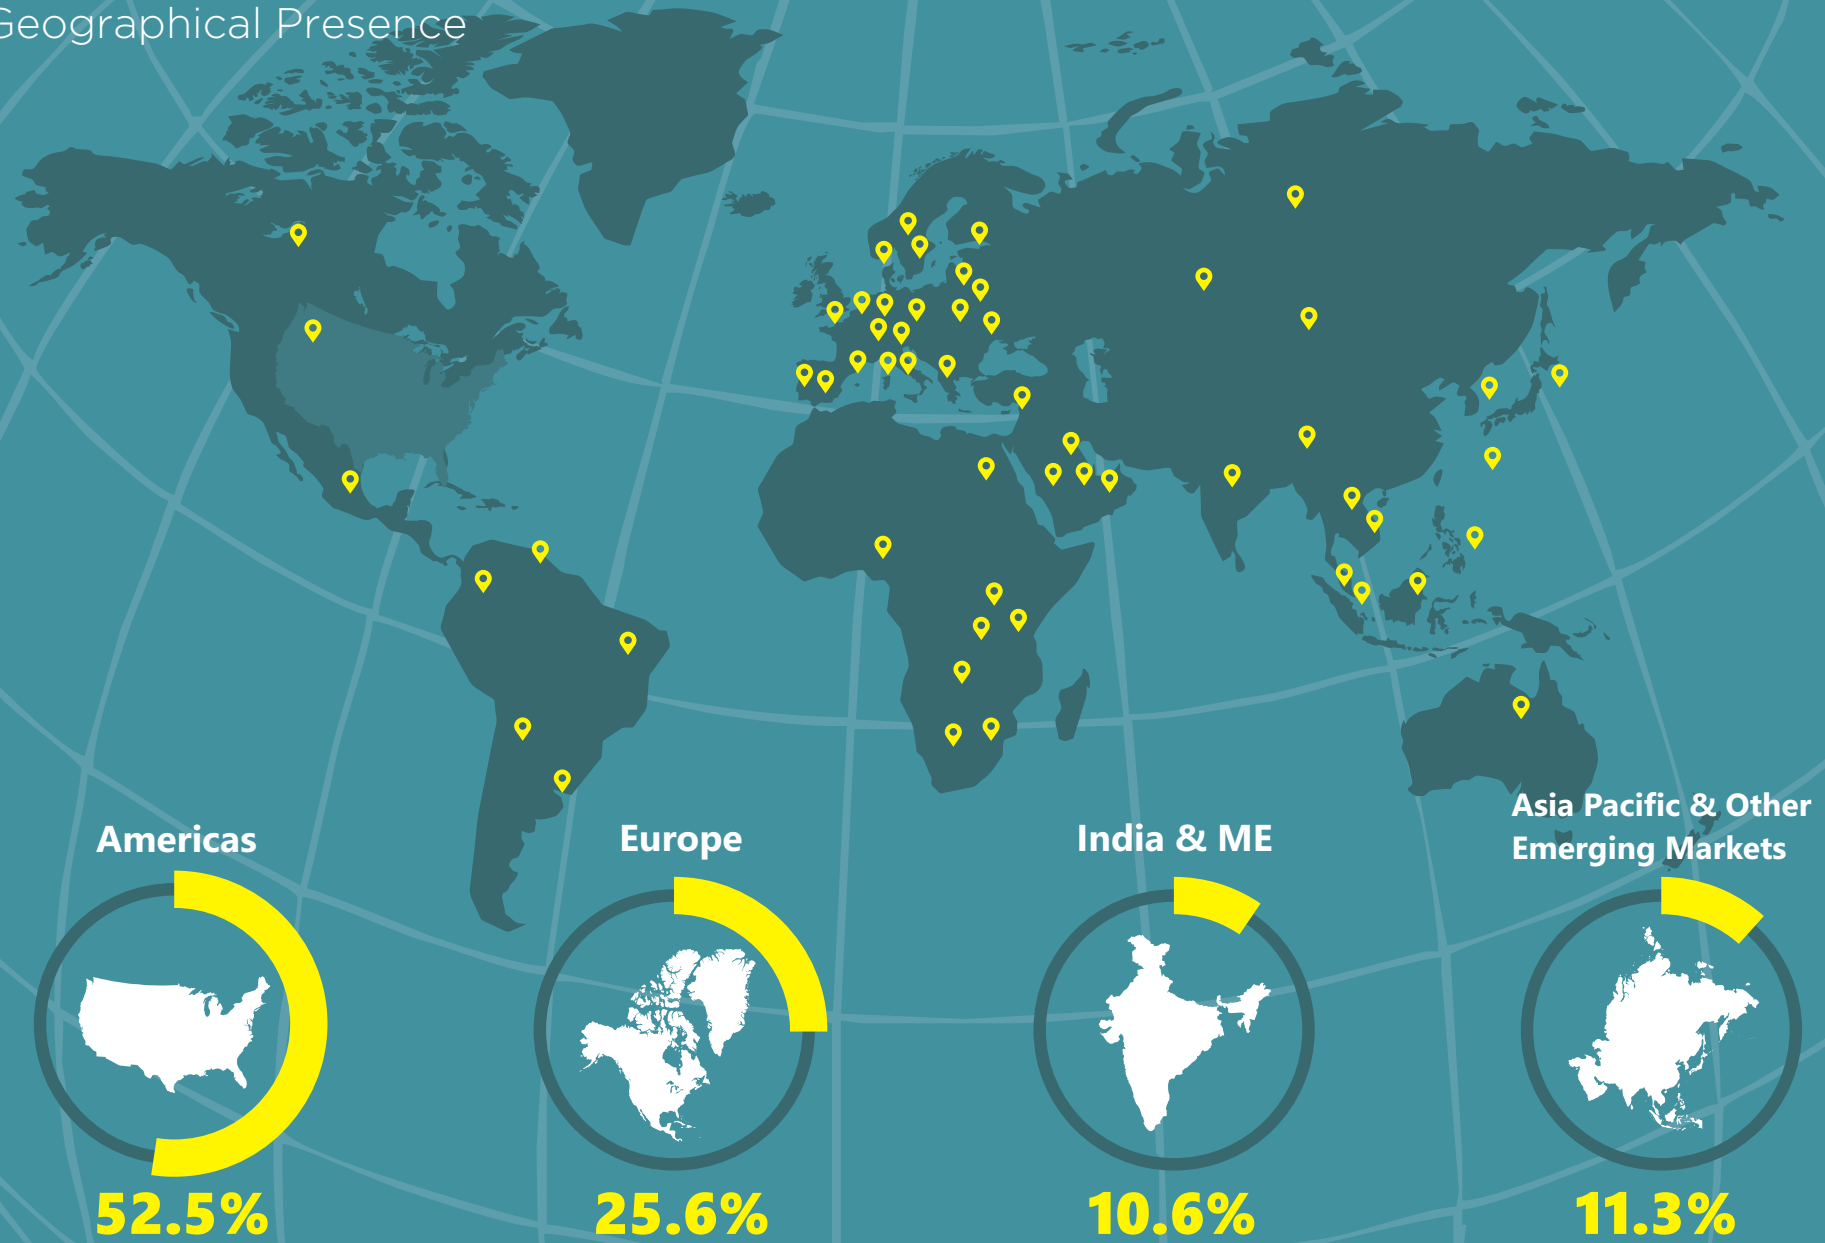 Geographical Presence
Americas
52.5%
Europe
25.6%
India & ME
10.6%
Asia Pacific & Other
Emerging Markets
11.3%